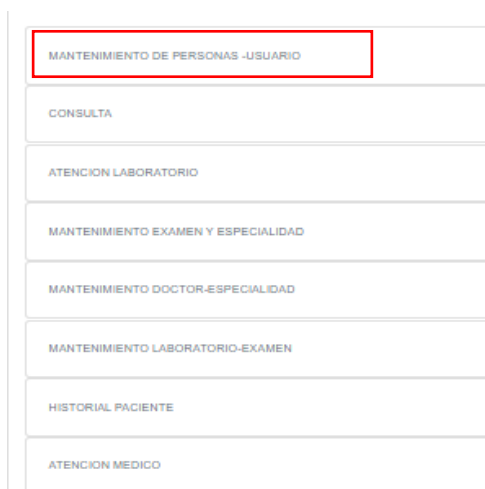 MANTENIMIENTO DE PERSONAS -USUARIO
CONSULTA
ATENCION LABORATORIO
MANTENIMIENTO EXAMEN Y ESPECIALIDAD
MANTENIMIENTO DOCTOR-ESPECIALIDAD
MANTENIMIENTO LABORATORIO-EXAMEN
HISTORIAL PACIENTE
ATENCION MEDICO